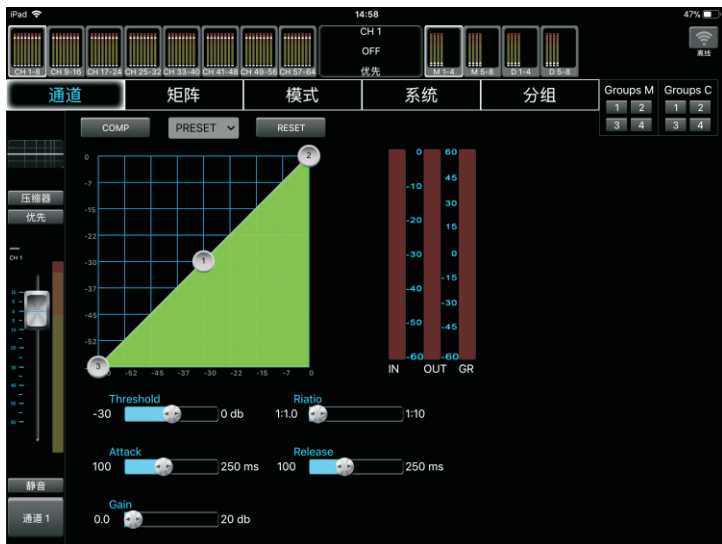 iPad 14:58 47%
CH 1-8 CH 9-16 CH 17-24 CH 25-32 CH 33-40 CH 41-48 CH 49-56 CH 57-64
CH 1
OFF
优先
M 1-4 M 5-8 D 1-4 D 5-8
离线
通道 矩阵 模式 系统 分组
Groups M Groups C
1 2 1 2
3 4 3 4
COMP PRESET RESET
压缩器
优先
CH 1
0
-7
-15
-22
-30
-37
-45
-52
2
1
3
-52 -45 -37 -30 -22 -15 -7 0
0 60
45
-10
30
-20
15
-30 0
-15
-40
-30
-50
-45
-60 -60
IN OUT GR
Threshold
-30 0 db
Riatio
1:1.0 1:10
Attack
100 250 ms
Release
100 250 ms
Gain
0.0 20 db
静音
通道 1